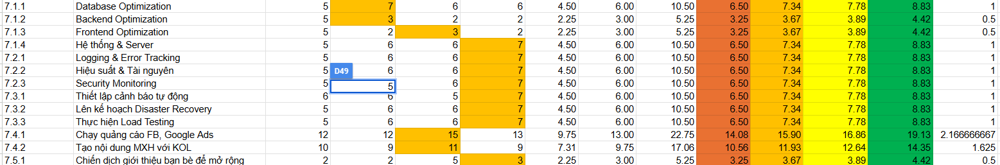 7.1.1 Database Optimization 5 7 6 6 4.50 6.00 10.50 6.50 7.34 7.78 8.83 1
7.1.2 Backend Optimization 5 3 2 2 2.25 3.00 5.25 3.25 3.67 3.89 4.42 0.5
7.1.3 Frontend Optimization 5 2 3 2 2.25 3.00 5.25 3.25 3.67 3.89 4.42 0.5
7.1.4 Hệ thống & Server 5 6 6 7 4.50 6.00 10.50 6.50 7.34 7.78 8.83 1
7.2.1 Logging & Error Tracking 5 6 6 7 4.50 6.00 10.50 6.50 7.34 7.78 8.83 1
7.2.2 Hiệu suất & Tài nguyên 5 D49 6 6 7 4.50 6.00 10.50 6.50 7.34 7.78 8.83 1
7.2.3 Security Monitoring 5 5 6 7 4.50 6.00 10.50 6.50 7.34 7.78 8.83 1
7.3.1 Thiết lập cảnh báo tự động 6 6 5 7 4.50 6.00 10.50 6.50 7.34 7.78 8.83 1
7.3.2 Lên kế hoạch Disaster Recovery 5 6 6 7 4.50 6.00 10.50 6.50 7.34 7.78 8.83 1
7.3.3 Thực hiện Load Testing 5 6 6 7 4.50 6.00 10.50 6.50 7.34 7.78 8.83 1
7.4.1 Chạy quảng cáo FB, Google Ads 12 12 15 13 9.75 13.00 22.75 14.08 15.90 16.86 19.13 2.166666667
7.4.2 Tạo nội dung MXH với KOL 10 9 11 9 7.31 9.75 17.06 10.56 11.93 12.64 14.35 1.625
7.5.1 Chiến dịch giới thiệu bạn bè để mở rộng 2 2 5 3 2.25 3.00 5.25 3.25 3.67 3.89 4.42 0.5